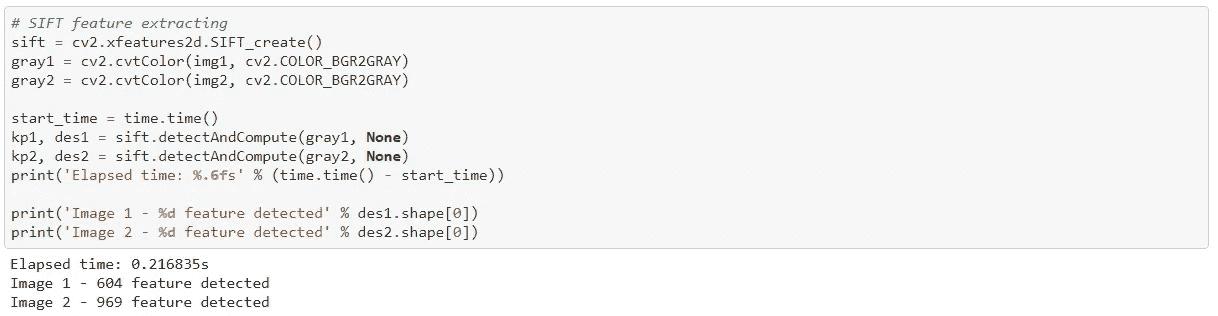 # SIFT feature extracting
sift = cv2.xfeatures2d.SIFT_create()
gray1 = cv2.cvtColor(img1, cv2.COLOR_BGR2GRAY)
gray2 = cv2.cvtColor(img2, cv2.COLOR_BGR2GRAY)
start_time = time.time()
kp1, des1 = sift.detectAndCompute(gray1, None)
kp2, des2 = sift.detectAndCompute(gray2, None)
print('Elapsed time: %.6fs' % (time.time() - start_time))
print('Image 1 - %d feature detected' % des1.shape[0])
print('Image 2 - %d feature detected' % des2.shape[0])
Elapsed time: 0.216835s
Image 1 - 604 feature detected
Image 2 - 969 feature detected